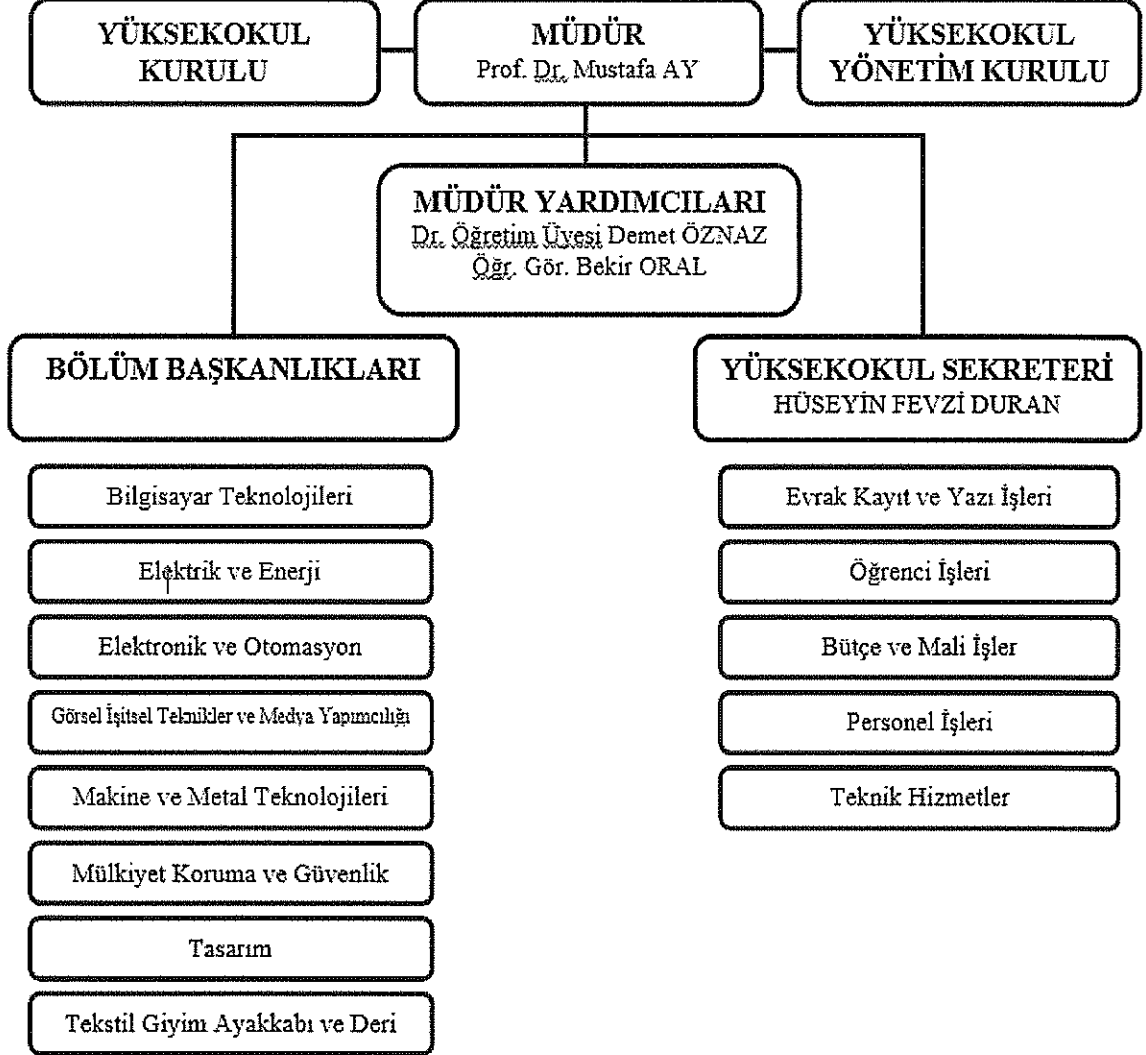 YÜKSEKOKUL
KURULU
MÜDÜR
Prof. Dr. Mustafa AY
YÜKSEKOKUL
YÖNETİM KURULU
MÜDÜR YARDIMCILARI
Dr. Öğretim Üyesi Demet ÖZNAZ
Öğr. Gör. Bekir ORAL
BÖLÜM BAŞKANLIKLARI
Bilgisayar Teknolojileri
Elektrik ve Enerji
Elektronik ve Otomasyon
Görsel İşitsel Teknikler ve Medya Yapımcılığı
Makine ve Metal Teknolojileri
Mülkiyet Koruma ve Güvenlik
Tasarım
Tekstil Giyim Ayakkabı ve Deri
YÜKSEKOKUL SEKRETERİ
HÜSEYİN FEVZİ DURAN
Evrak Kayıt ve Yazı İşleri
Öğrenci İşleri
Bütçe ve Mali İşler
Personel İşleri
Teknik Hizmetler